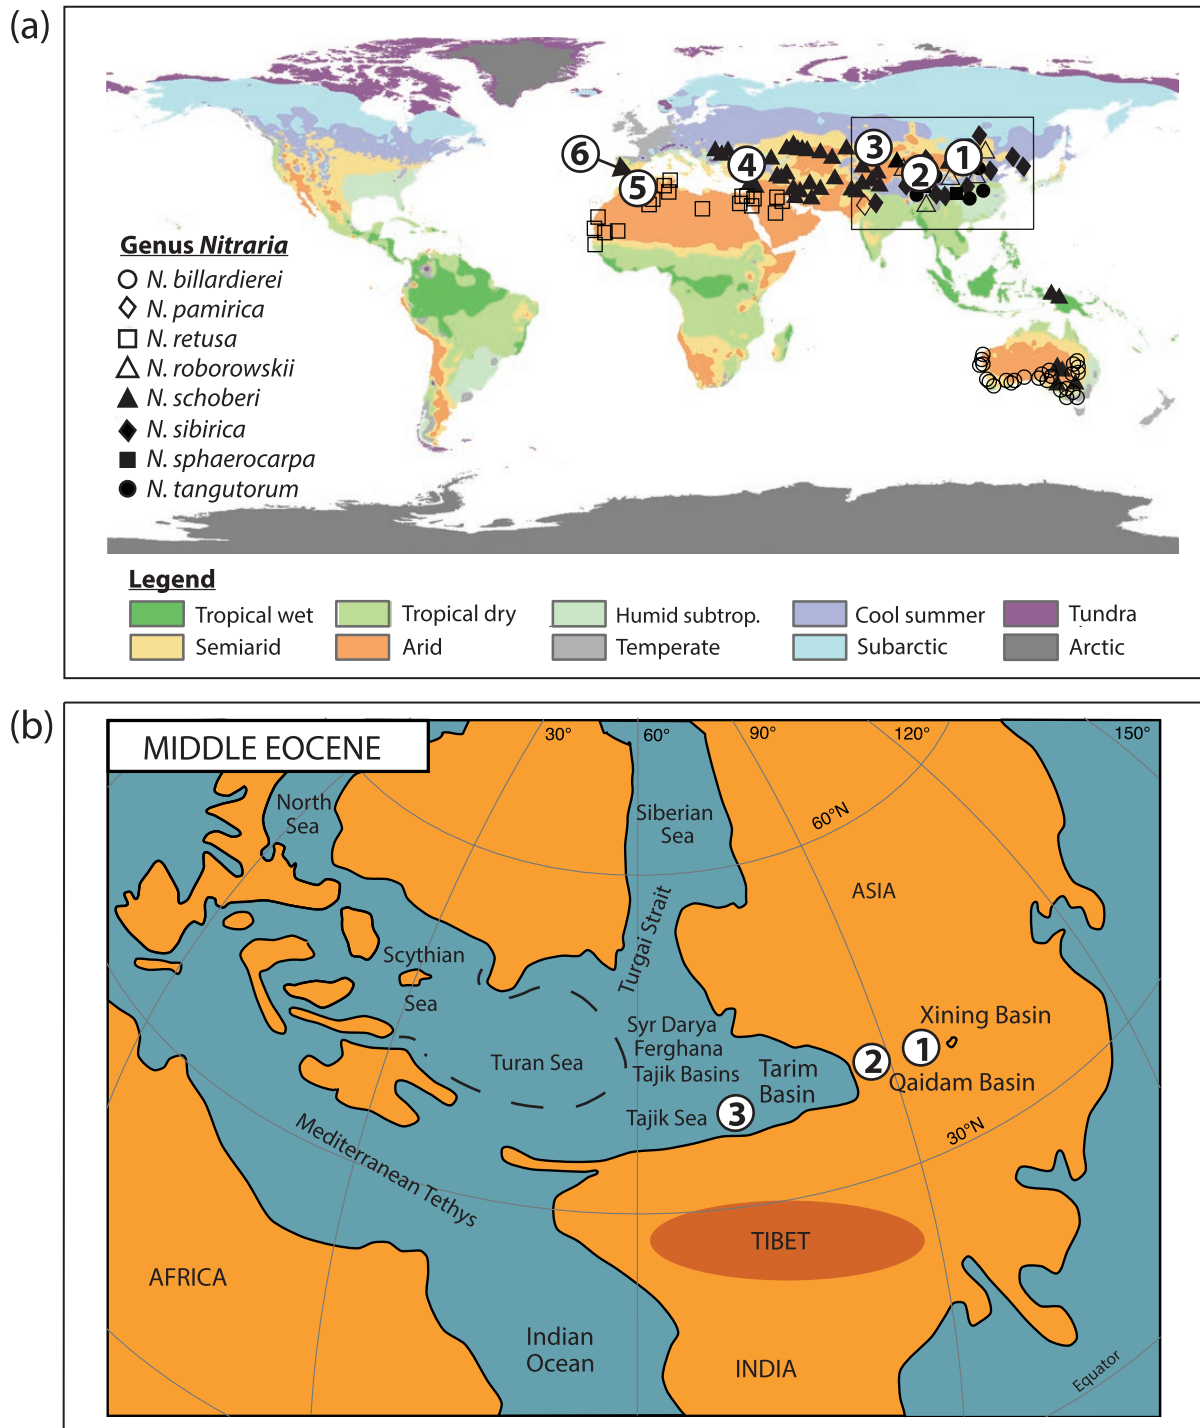 (a)
6
5
4
3
2
1
Genus Nitraria
N. billardierei
N. pamirica
N. retusa
N. roborowskii
N. schoberi
N. sibirica
N. sphaerocarpa
N. tangutorum
Legend
Tropical wet
Tropical dry
Humid subtrop.
Cool summer
Tundra
Semiarid
Arid
Temperate
Subarctic
Arctic
(b)
MIDDLE EOCENE
30°
60°
90°
120°
150°
North
Sea
Siberian
Sea
60°N
ASIA
Turgai Strait
Scythian
Sea
Syr Darya
Ferghana
Tajik Basins
Turan Sea
Tarim
Basin
Xining Basin
2
1
Qaidam Basin
Tajik Sea
3
30°N
Mediterranean Tethys
TIBET
AFRICA
Indian
Ocean
INDIA
Equator